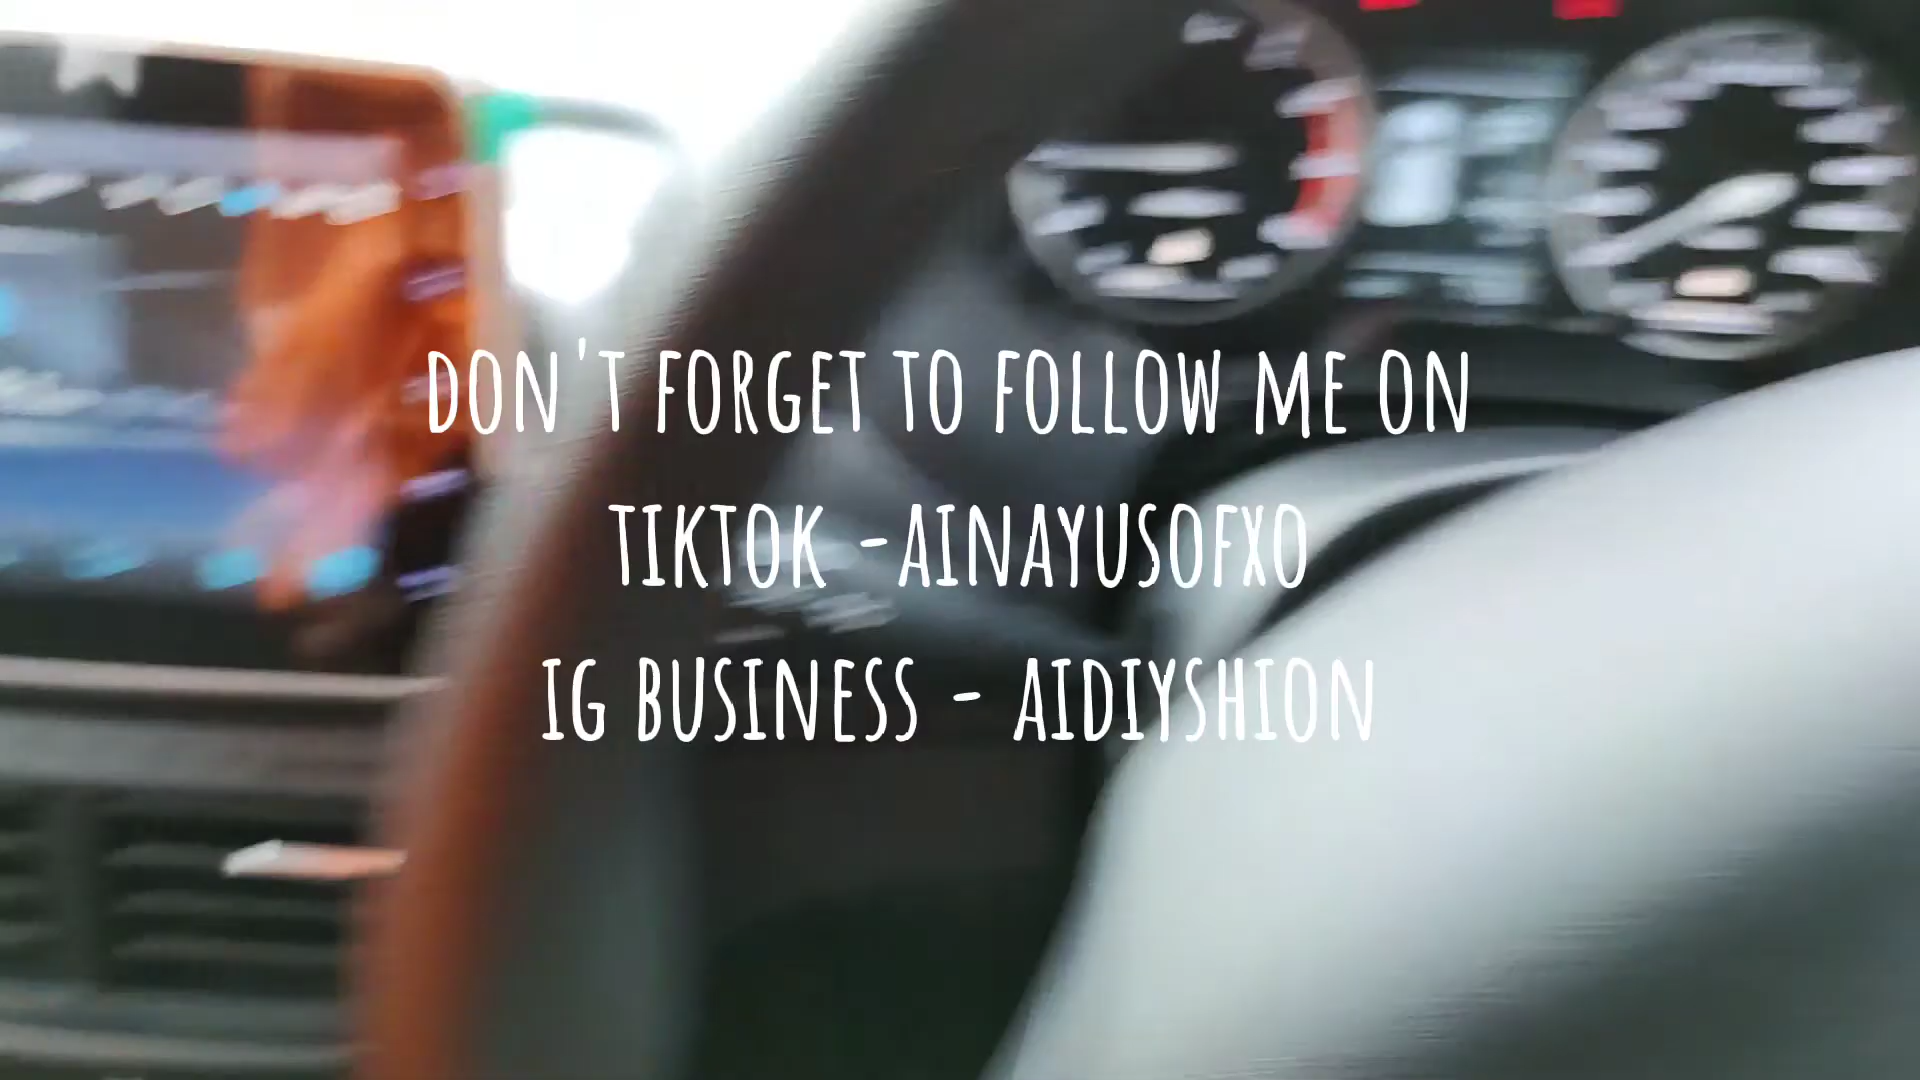 DON'T FORGET TO FOLLOW ME ON
TIKTOK -AINAYUSOFXO
IG BUSINESS - AIDIYSHION